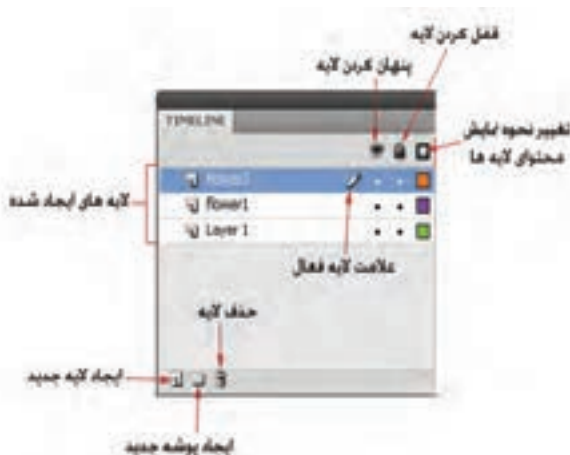 قفل کردن لایه
پنهان کردن لایه
TIMELINE
تغییر نحوه نمایش
محتوای لایه ها
flower1
Layer 1
لایه های ایجاد شده
علامت لایه فعال
حذف لایه
ایجاد لایه جدید
ایجاد پوشه جدید